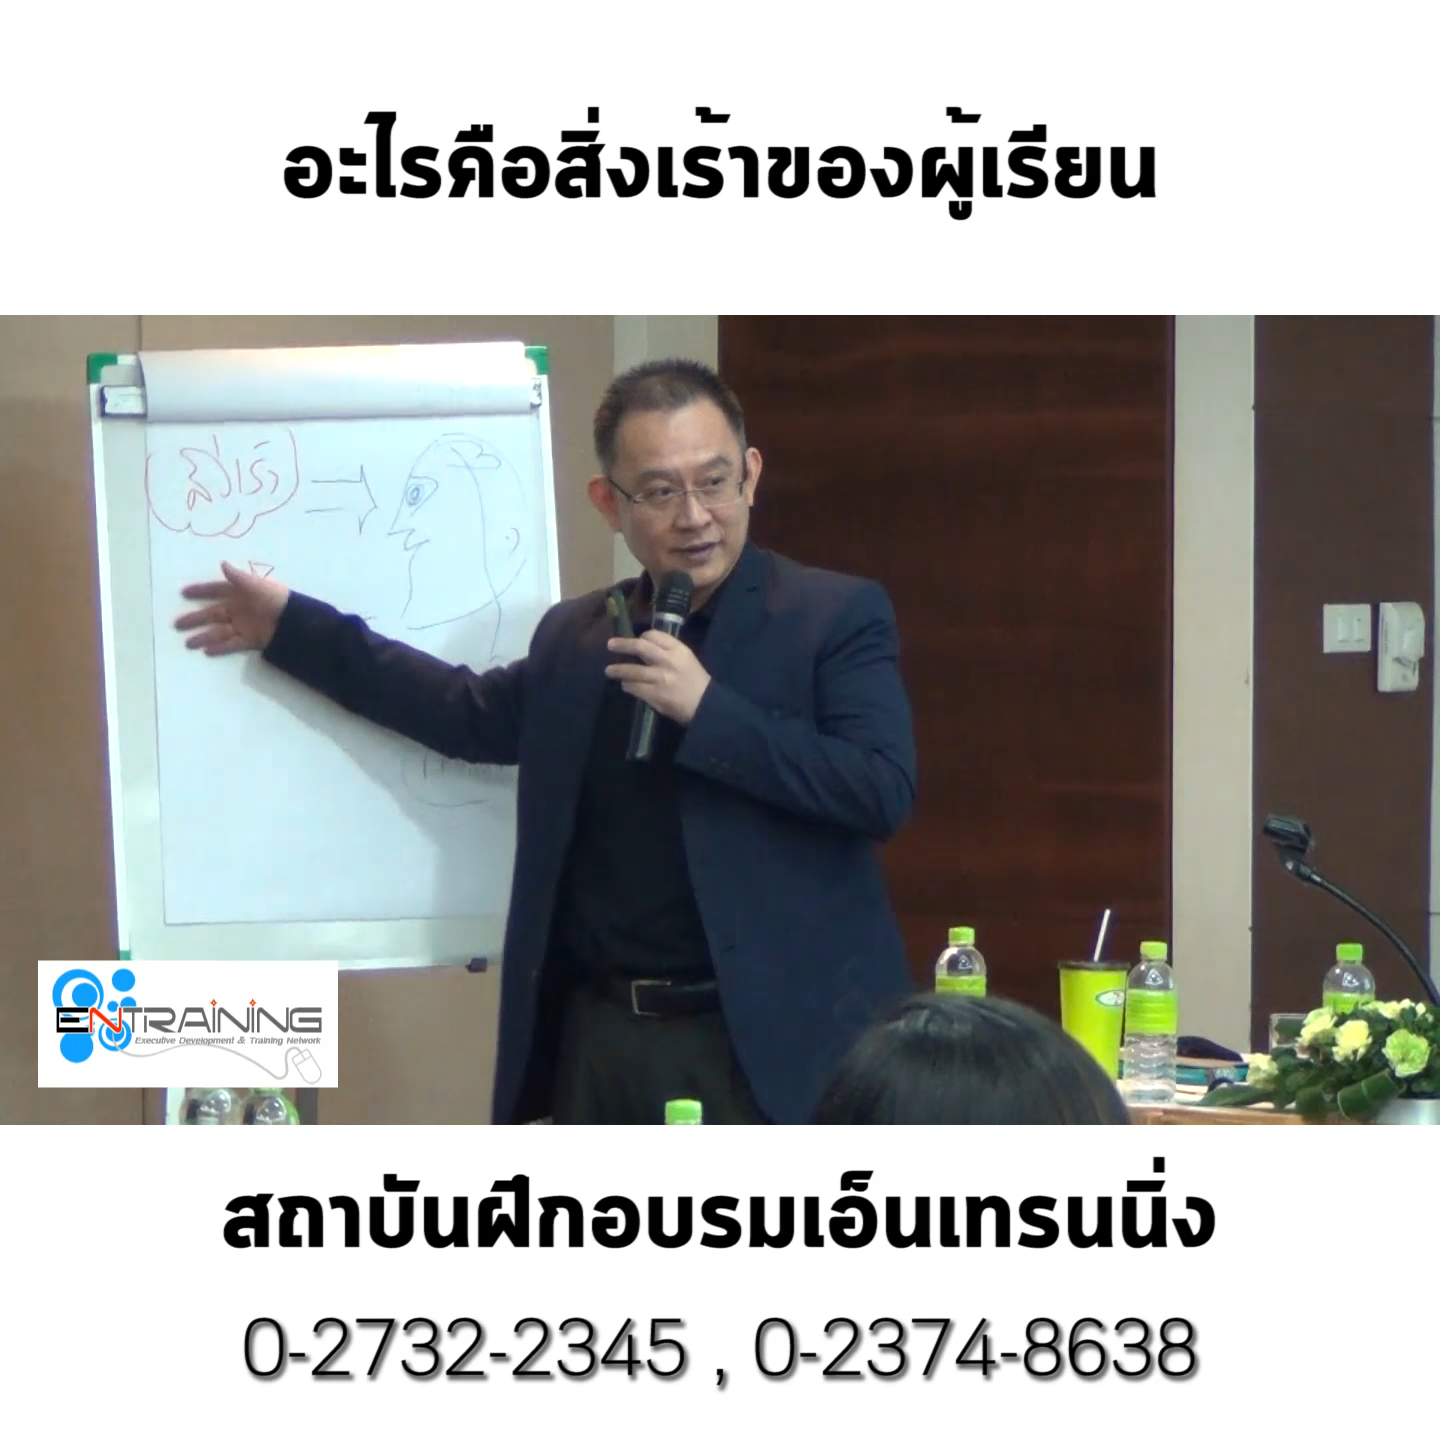 อะไรคือสิ่งเร้าของผู้เรียน
สิ่งเร้า
ENTRAINING
Executive Development & Training Network
สถาบันฝึกอบรมเอ็นเทรนนิ่ง
0-2732-2345 , 0-2374-8638